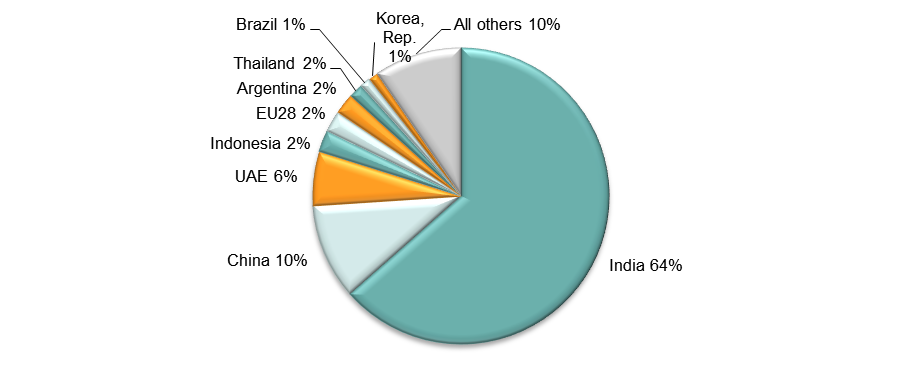 Brazil 1%
Korea,
Rep.
1%
All others 10%
Thailand 2%
Argentina 2%
EU28 2%
Indonesia 2%
UAE 6%
China 10%
India 64%